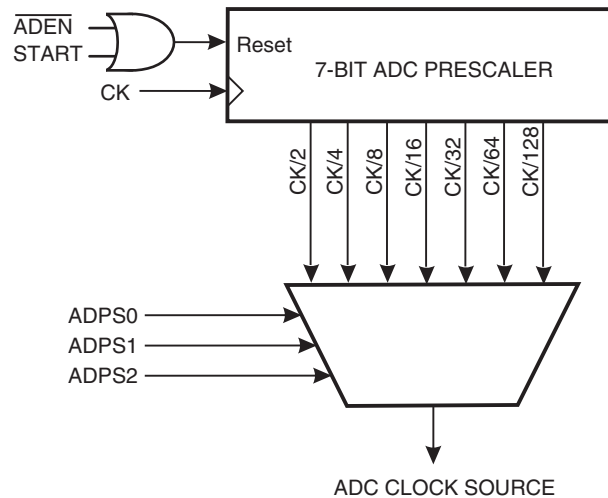 ADEN
START
Reset
7-BIT ADC PRESCALER
CK
CK/2
CK/4
CK/8
CK/16
CK/32
CK/64
CK/128
ADPS0
ADPS1
ADPS2
ADC CLOCK SOURCE